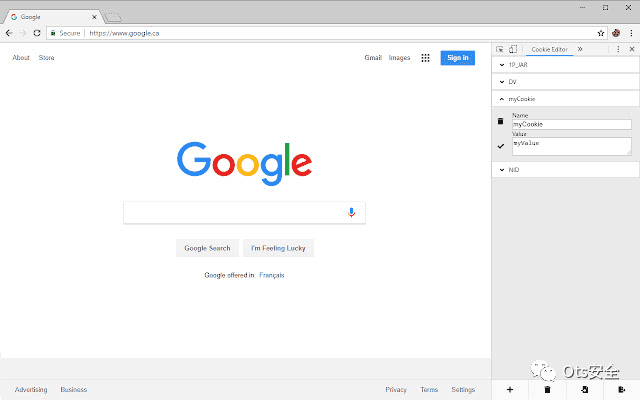 Google
Secure
https://www.google.ca
About
Store
Gmail
Images
Sign in
Google
Google Search
I'm Feeling Lucky
Google offered in: Français
Advertising
Business
Privacy
Terms
Settings
Cookie Editor
1P_JAR
DV
myCookie
Name
myCookie
Value
myValue
NID
Ots安全